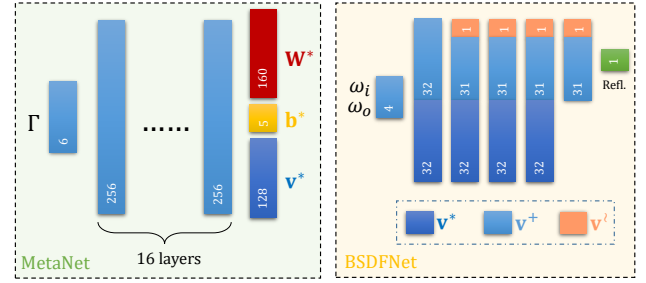 Γ
6
256
......
256
160
W*
5
b*
128
v*
16 layers
MetaNet
ω_i
ω_o
4
32
32
1
31
32
1
31
32
1
31
32
1
31
1
Refl.
v*
v⁺
v≀
BSDFNet